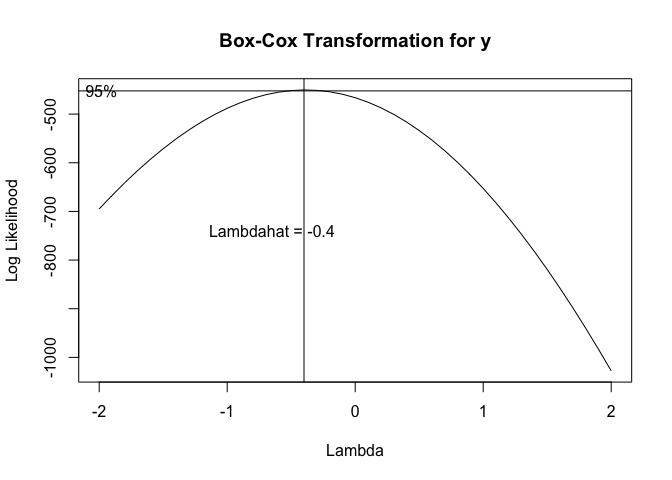 Box-Cox Transformation for y
95%
-500
-600
-700
-800
-1000
Log Likelihood
Lambdahat = -0.4
-2 -1 0 1 2
Lambda